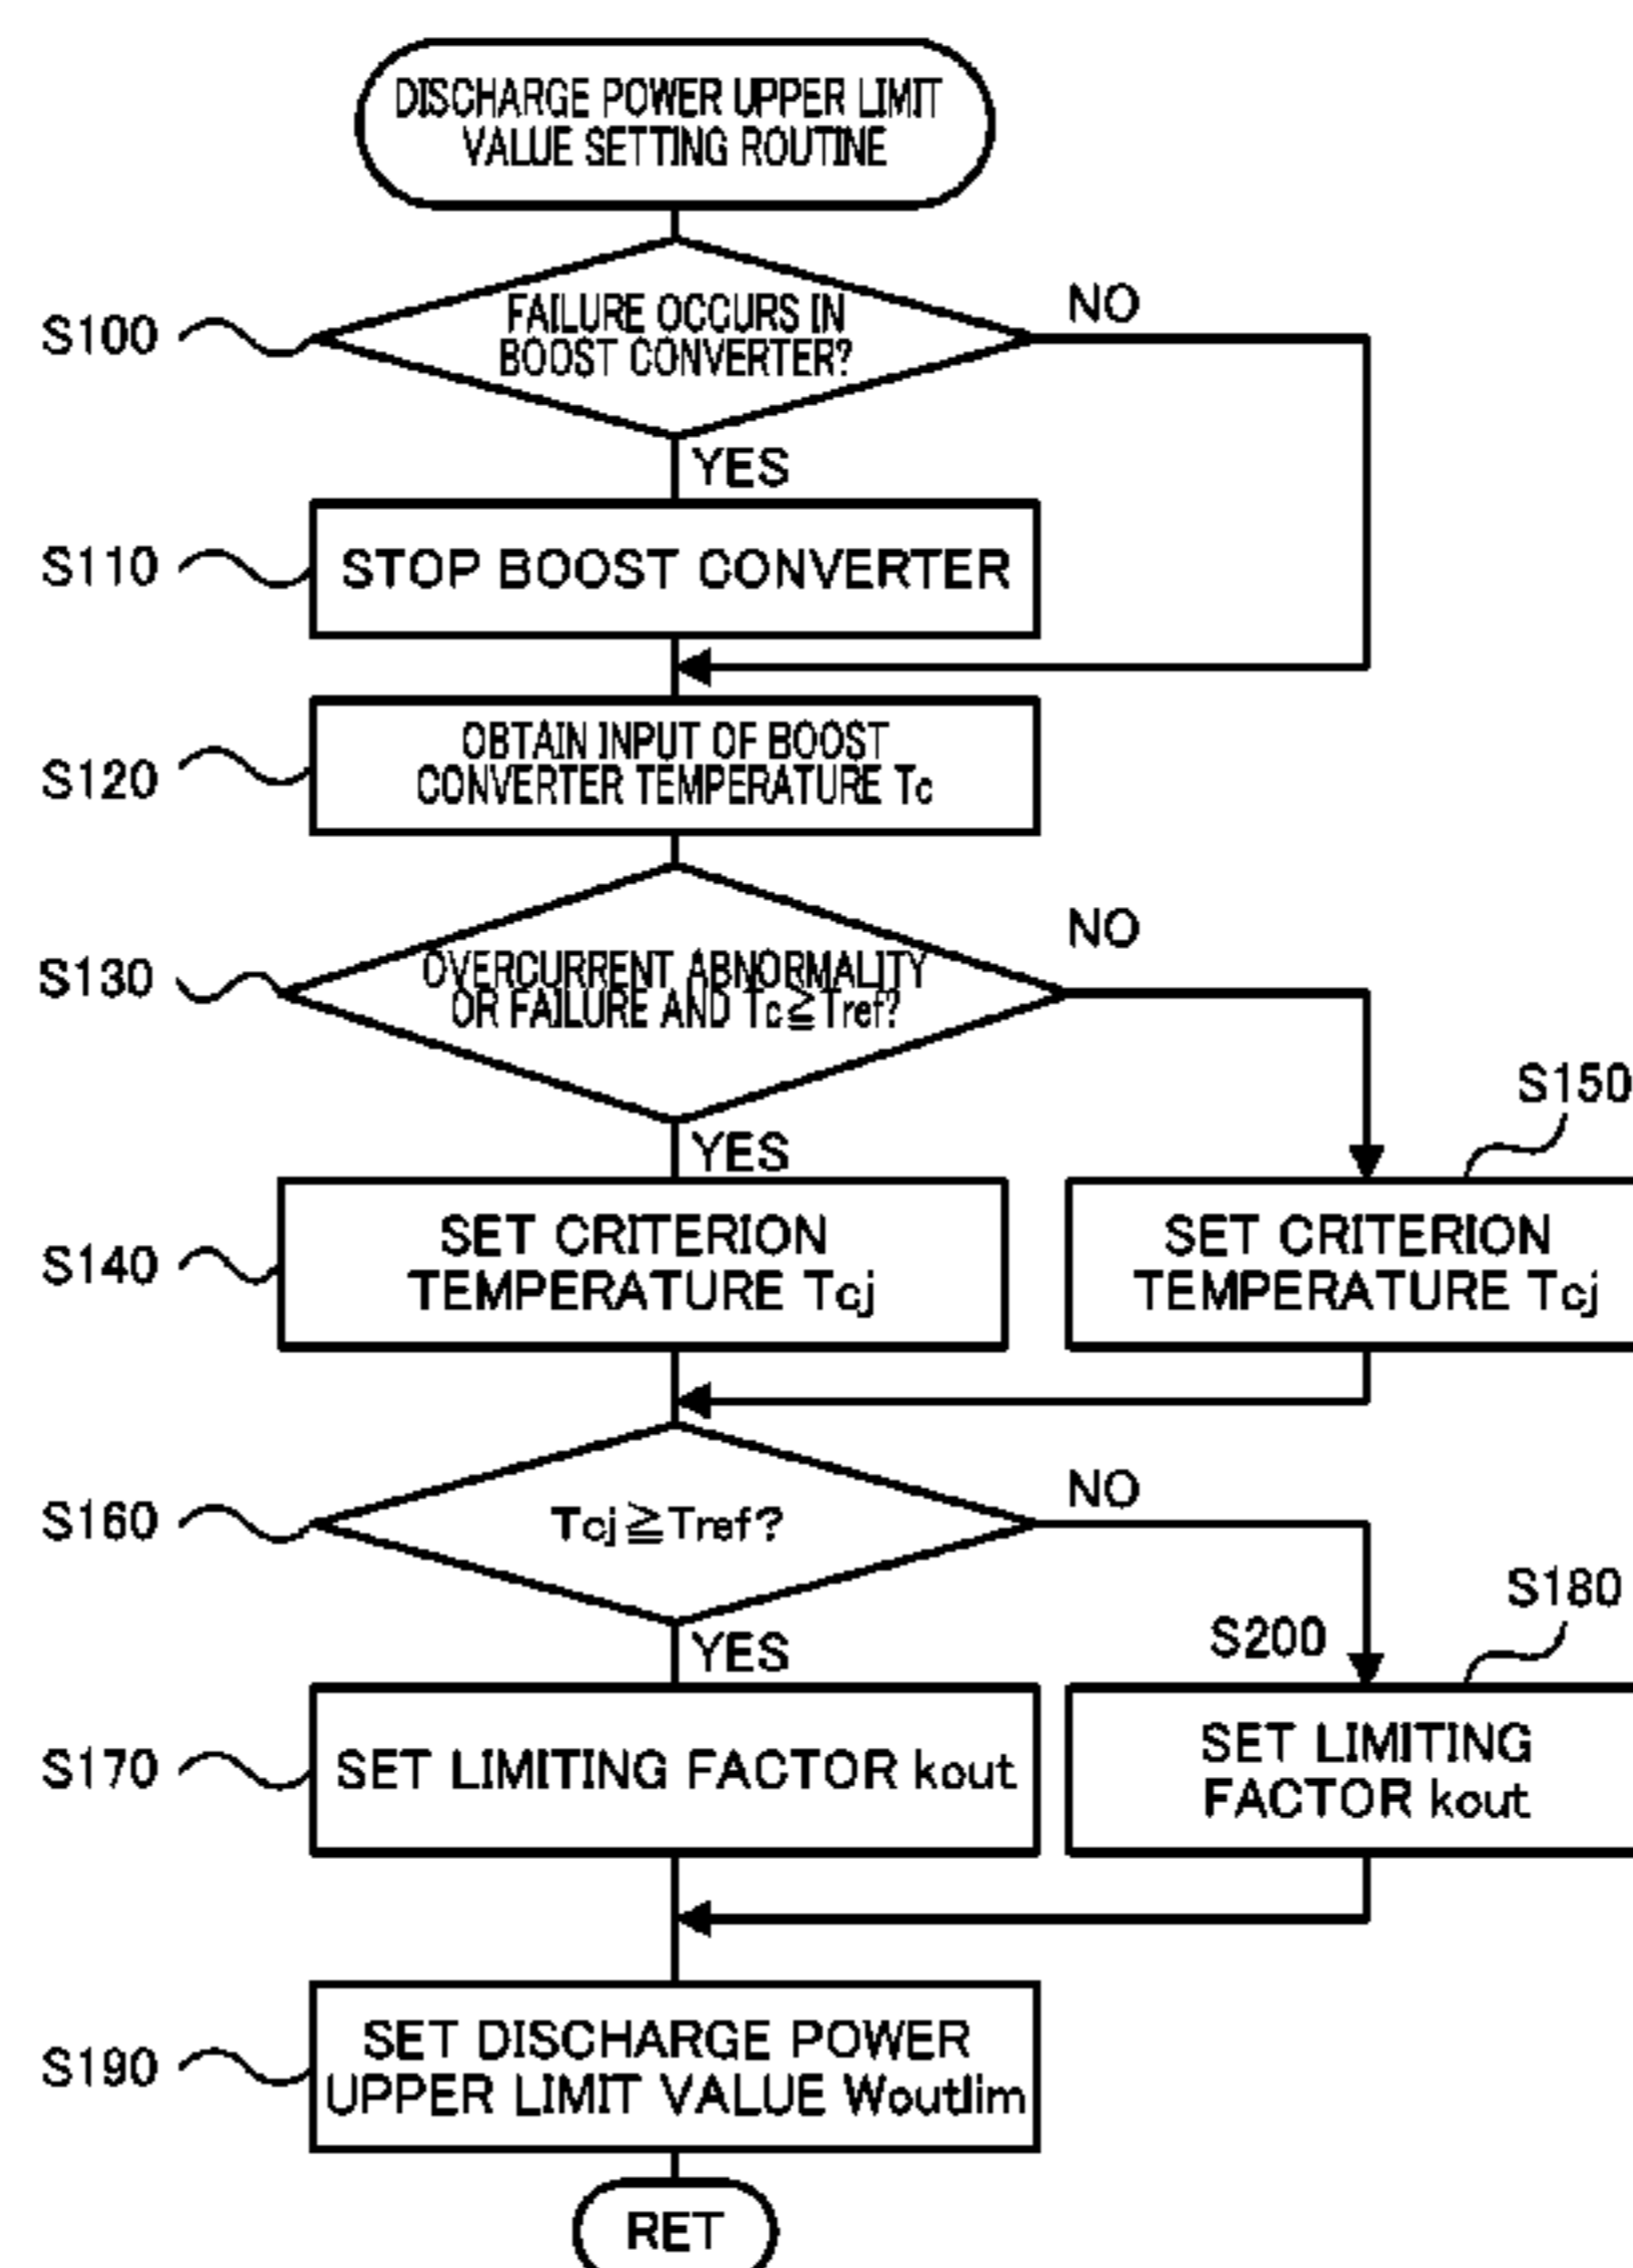 DISCHARGE POWER UPPER LIMIT
VALUE SETTING ROUTINE
S100
FAILURE OCCURS IN
BOOST CONVERTER?
NO
YES
S110
STOP BOOST CONVERTER
S120
OBTAIN INPUT OF BOOST
CONVERTER TEMPERATURE Tc
S130
OVERCURRENT ABNORMALITY
OR FAILURE AND Tc≧Tref?
NO
YES
S140
SET CRITERION
TEMPERATURE Tcj
S150
SET CRITERION
TEMPERATURE Tcj
S160
Tcj≧Tref?
NO
YES
S170
SET LIMITING FACTOR kout
S200
S180
SET LIMITING
FACTOR kout
S190
SET DISCHARGE POWER
UPPER LIMIT VALUE Woutlim
RET